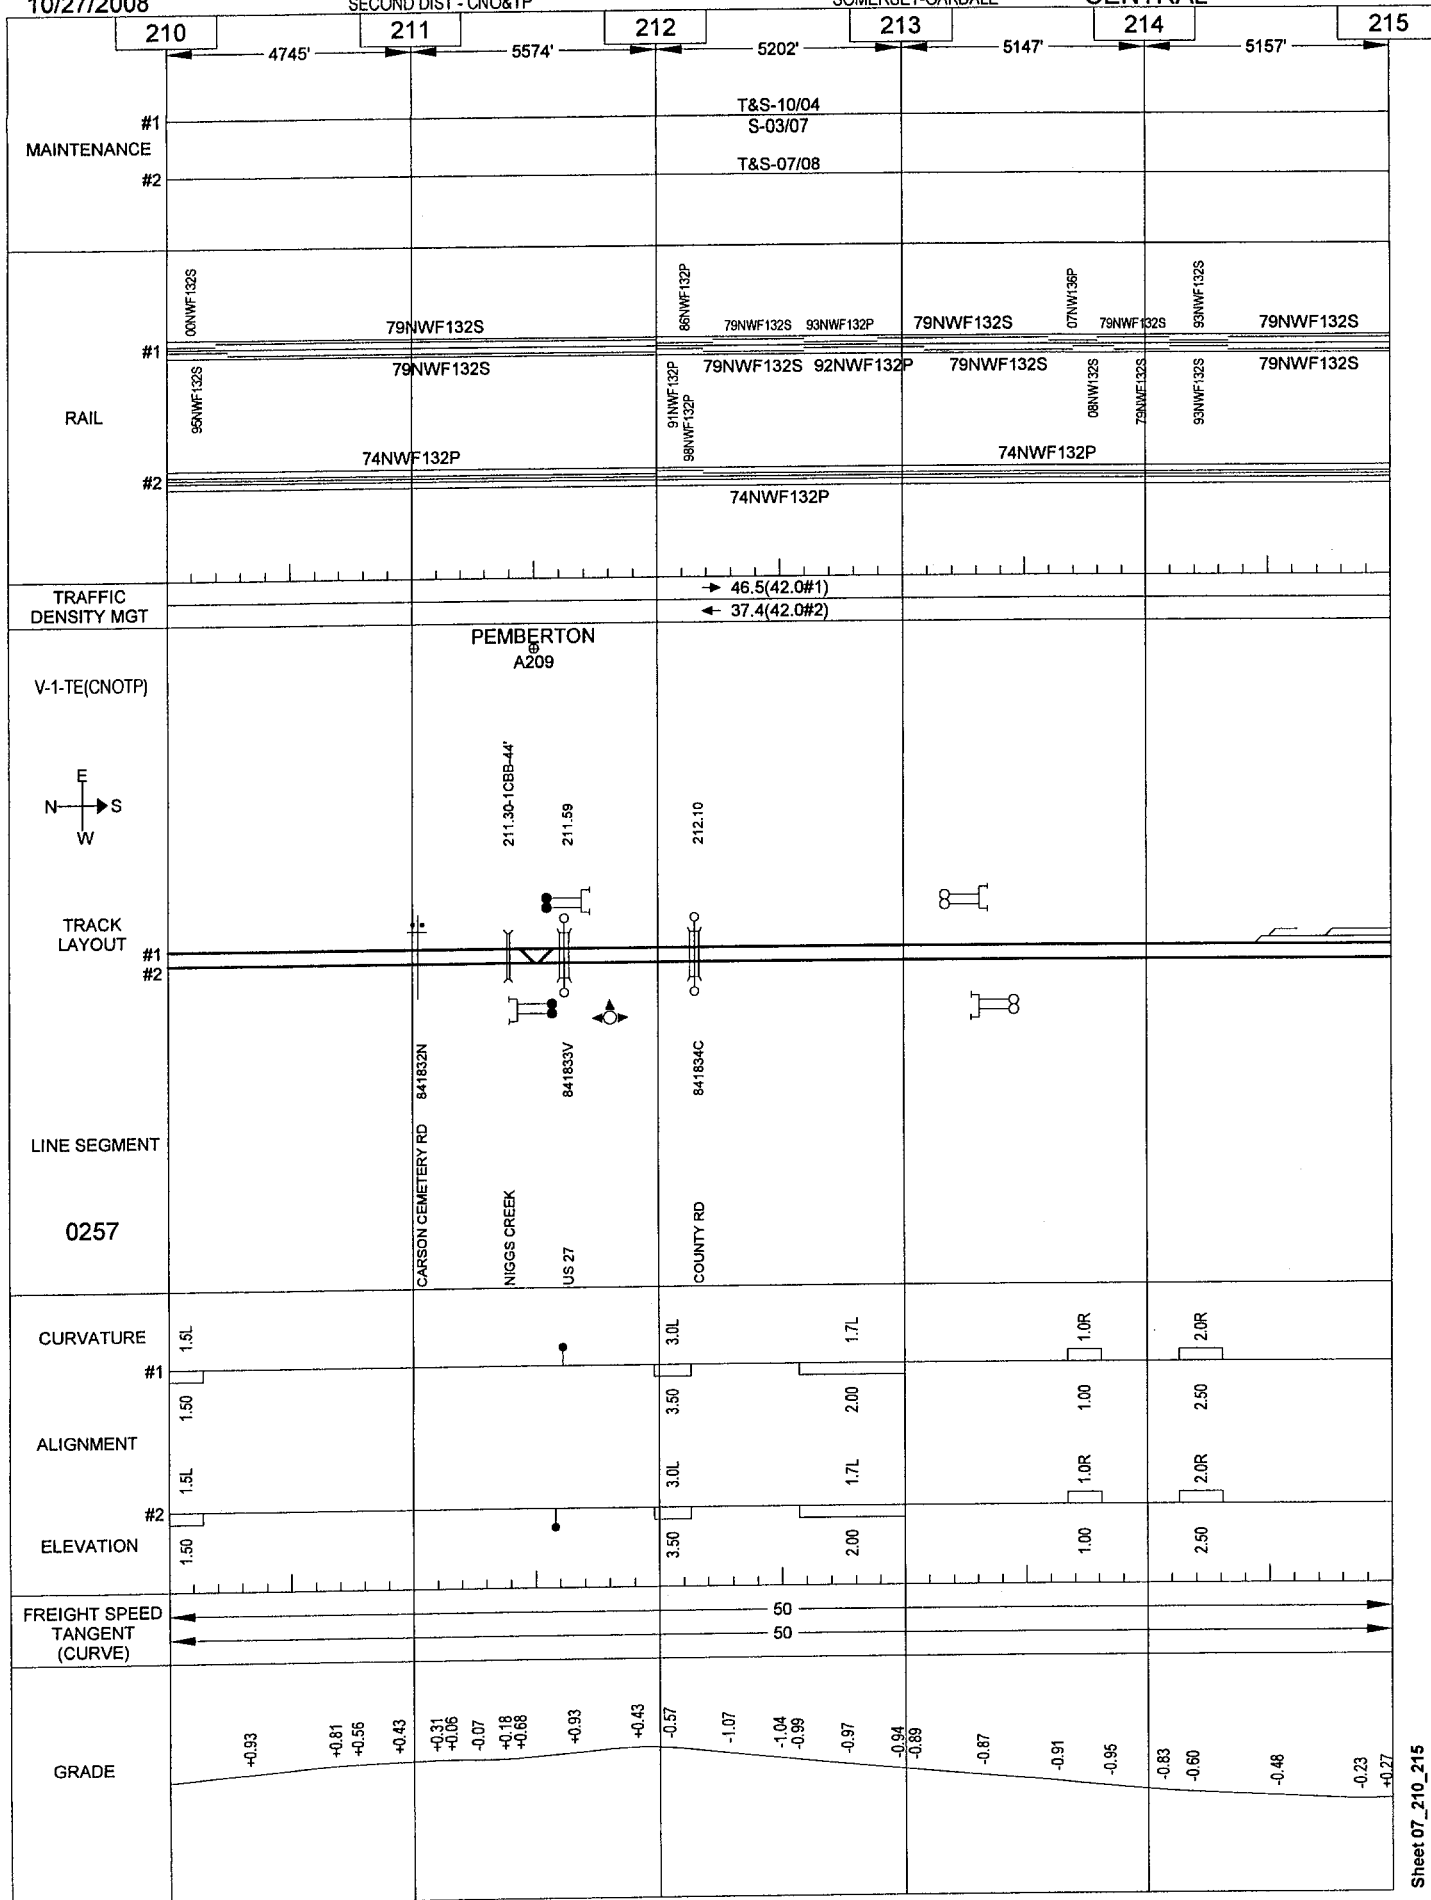 10/27/2008 SECOND DIST - CNO&TP SOMERSET-OAKDALE CENTRAL
210 211 212 213 214 215
4745' 5574' 5202' 5147' 5157'
T&S-10/04
#1
S-03/07
MAINTENANCE
T&S-07/08
#2
00NWF132S 86NWF132P 07NW136P 93NWF132S
79NWF132S 79NWF132S 93NWF132P 79NWF132S 79NWF132S 79NWF132S
#1
79NWF132S 79NWF132S 92NWF132P 79NWF132S 79NWF132S
95NWF132S 91NWF132P 98NWF132P 08NW132S 79NWF132S 93NWF132S
RAIL
74NWF132P 74NWF132P
#2
74NWF132P
TRAFFIC
DENSITY MGT
46.5(42.0#1)
37.4(42.0#2)
PEMBERTON
A209
V-1-TE(CNOTP)
E
N S
W
211.30-1CBB-44' 211.59 212.10
TRACK
LAYOUT
#1
#2
841832N 841833V 841834C
LINE SEGMENT
0257
CARSON CEMETERY RD NIGGS CREEK US 27 COUNTY RD
CURVATURE
1.5L 3.0L 1.7L 1.0R 2.0R
#1
1.50 3.50 2.00 1.00 2.50
ALIGNMENT
1.5L 3.0L 1.7L 1.0R 2.0R
#2
ELEVATION
1.50 3.50 2.00 1.00 2.50
FREIGHT SPEED
TANGENT
(CURVE)
50
50
GRADE
+0.93 +0.81 +0.56 +0.43 +0.31 +0.06 -0.07 +0.18 +0.68 +0.93 +0.43 -0.57 -1.07 -1.04 -0.99 -0.97 -0.94 -0.89 -0.87 -0.91 -0.95 -0.83 -0.60 -0.48 -0.23 +0.27
Sheet 07_210_215